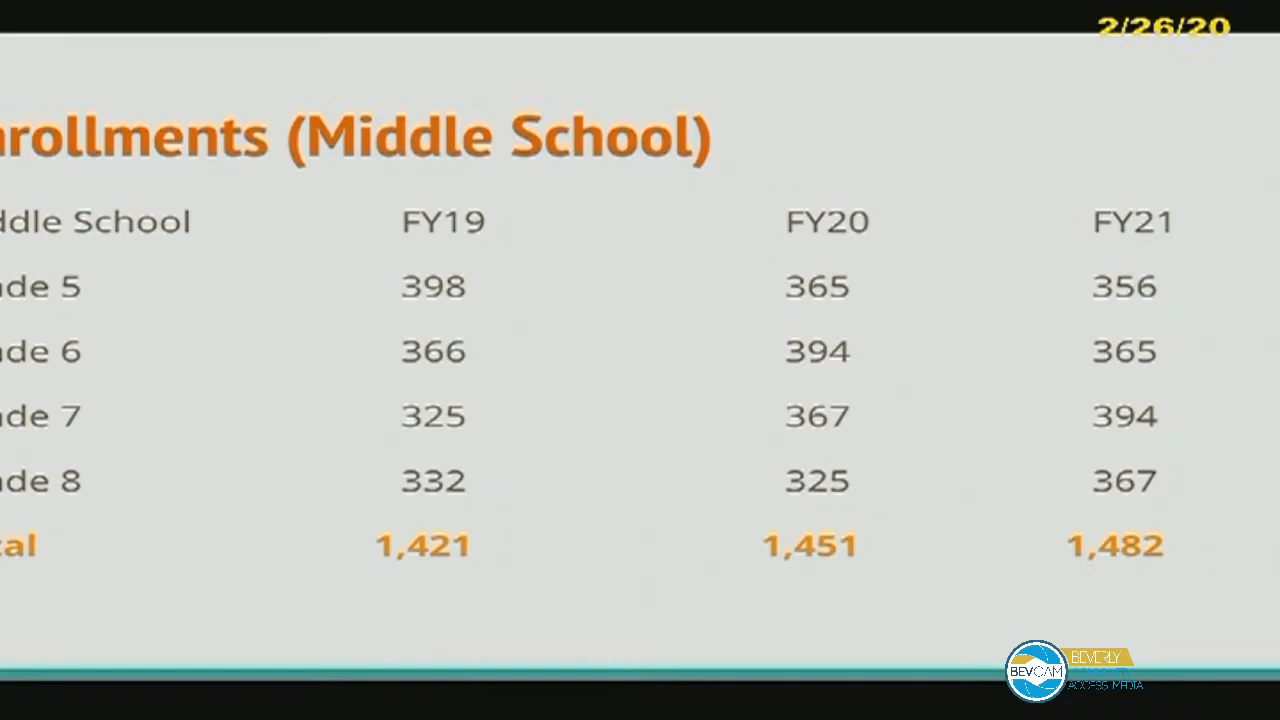 2/26/20
nrollments (Middle School)
ddle School FY19 FY20 FY21
de 5 398 365 356
de 6 366 394 365
de 7 325 367 394
de 8 332 325 367
tal 1,421 1,451 1,482
BEVCAM
BEVERLY
ACCESS MEDIA